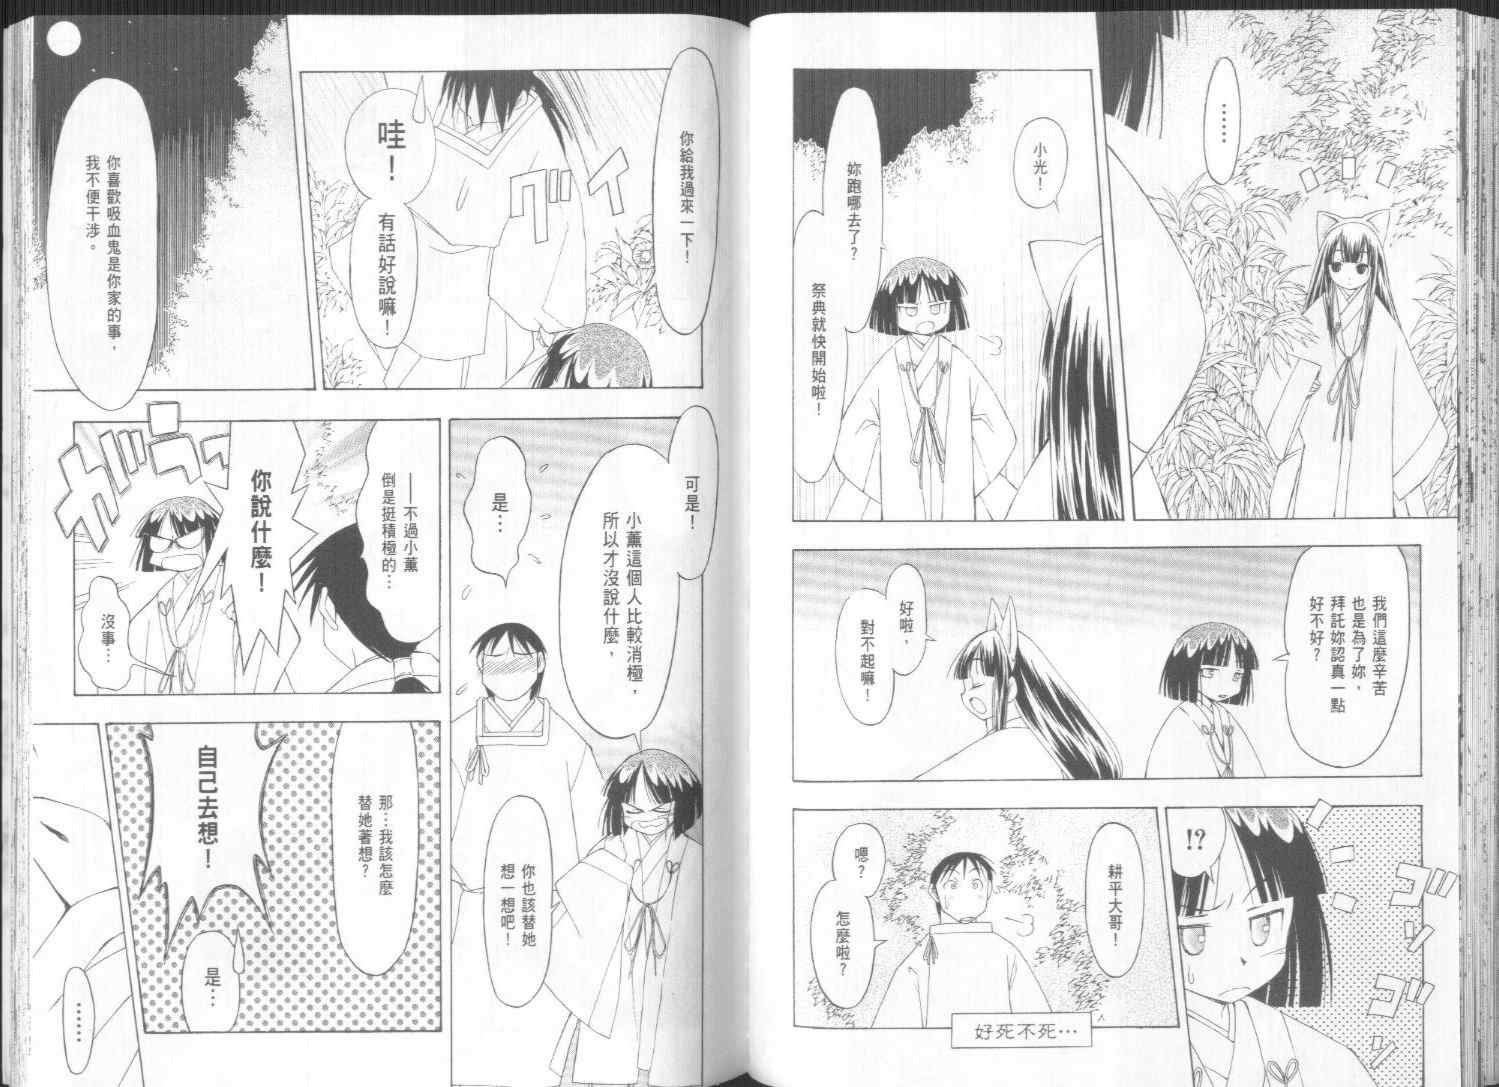 ……
小光！
妳跑哪去了？
祭典就快開始啦！
我們這麼辛苦
也是為了妳，
拜託妳認真一點
好不好？
好啦，
對不起嘛！
!?
ゴソ
ゴソ
耕平大哥！
嗯？
怎麼啦？
好死不死…
你給我過來一下！
グイ
哇！
有話好說嘛！
你喜歡吸血鬼是你家的事，
我不便干涉。
可是！
小薰這個人比較消極，
所以才沒說什麼，
是…
你也該替她
想一想吧！
——不過小薰
倒是挺積極的…
你說什麼！
沒事…
那…我該怎麼
替她著想？
自己去想！
是…
……